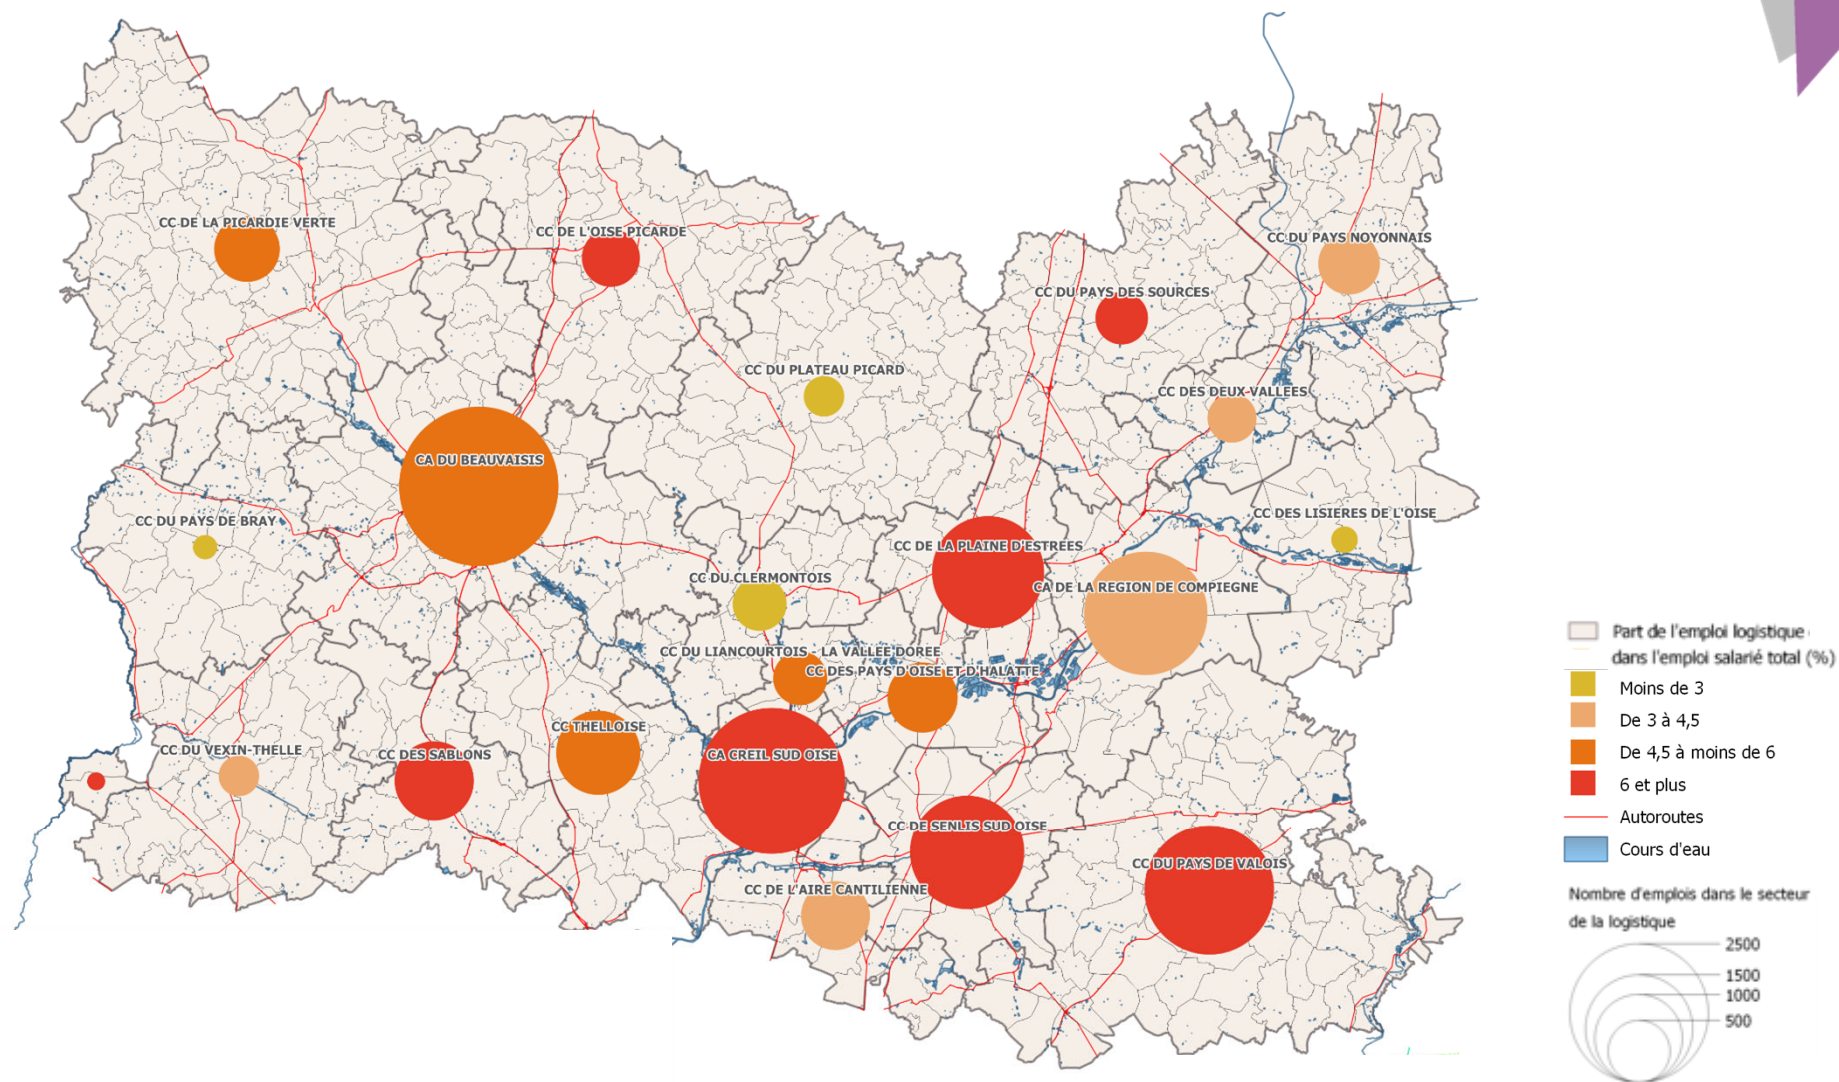 CC DE LA PICARDIE VERTE
CC DE L'OISE PICARDE
CC DU PAYS NOYONNAIS
CC DU PAYS DES SOURCES
CC DU PLATEAU PICARD
CC DES DEUX-VALLEES
CA DU BEAUVAISIS
CC DU PAYS DE BRAY
CC DES LISIERES DE L'OISE
CC DE LA PLAINE D'ESTREES
CC DU CLERMONTOIS
CA DE LA REGION DE COMPIEGNE
CC DU LIANCOURTOIS - LA VALLEE DOREE
CC DES PAYS D'OISE ET D'HALATTE
CC THELLOISE
CC DU VEXIN-THELLE
CC DES SABLONS
CA CREIL SUD OISE
CC DE SENLIS SUD OISE
CC DU PAYS DE VALOIS
CC DE L'AIRE CANTILIENNE
Part de l'emploi logistique
dans l'emploi salarié total (%)
Moins de 3
De 3 à 4,5
De 4,5 à moins de 6
6 et plus
Autoroutes
Cours d'eau
Nombre d'emplois dans le secteur
de la logistique
2500
1500
1000
500